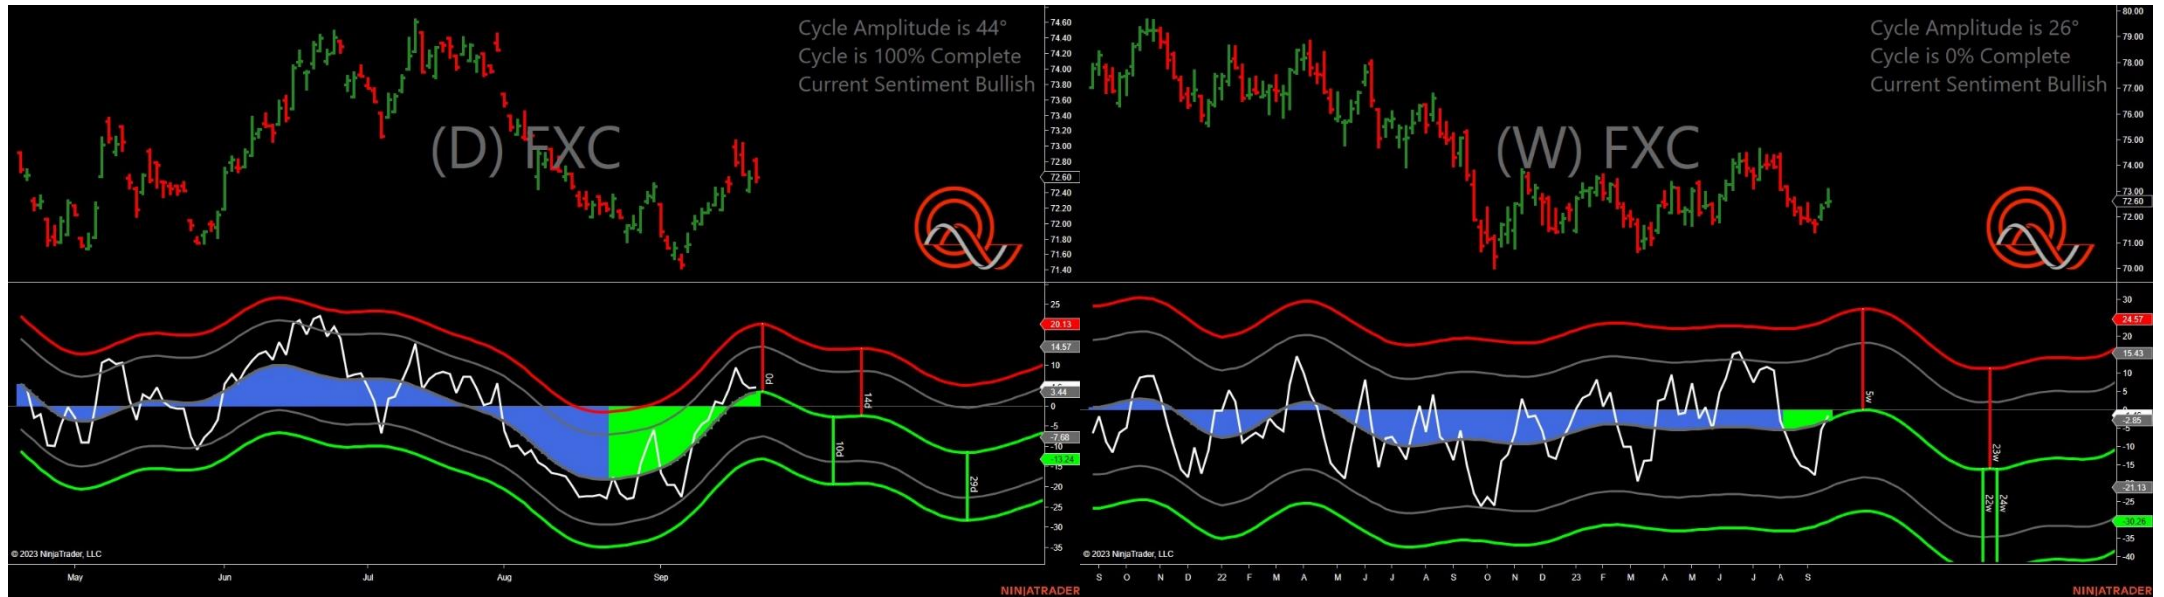 Cycle Amplitude is 44°
Cycle is 100% Complete
Current Sentiment Bullish
(D) FXC
74.60
74.40
74.20
74.00
73.80
73.60
73.40
73.20
73.00
72.80
72.60
72.40
72.20
72.00
71.80
71.60
71.40
25
20.13
14.57
10
3.44
0
-5
-7.68
-10
-13.24
-15
-20
-25
-30
-35
0d
14d
10d
29d
© 2023 NinjaTrader, LLC
May
Jun
Jul
Aug
Sep
NINJATRADER
Cycle Amplitude is 26°
Cycle is 0% Complete
Current Sentiment Bullish
(W) FXC
80.00
79.00
78.00
77.00
76.00
75.00
74.00
73.00
72.60
72.00
71.00
70.00
30
24.57
20
15.43
10
5
0
-2.85
-5
-10
-15
-21.13
-25
-30.26
-35
-40
5w
23w
22w
24w
© 2023 NinjaTrader, LLC
S
O
N
D
22
F
M
A
M
J
J
A
S
O
N
D
23
F
M
A
M
J
J
A
S
NINJATRADER